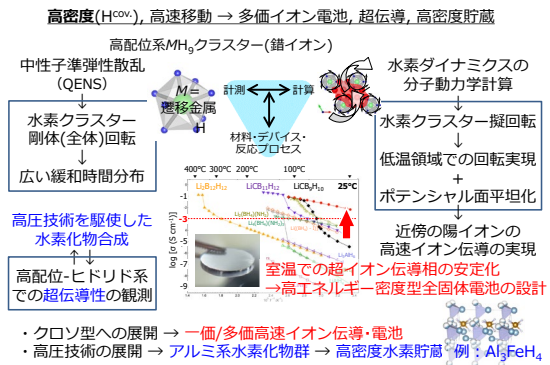 高密度(Hcov.), 高速移動 → 多価イオン電池, 超伝導, 高密度貯蔵
高配位系MH9クラスター(錯イオン)
中性子準弾性散乱
(QENS)
↓
水素クラスター
剛体(全体)回転
↓
広い緩和時間分布
M =
遷移金属
H
計測
計算
材料・デバイス・
反応プロセス
水素ダイナミクスの
分子動力学計算
↓
水素クラスター擬回転
↓
低温領域での回転実現
+
ポテンシャル面平坦化
↓
近傍の陽イオンの
高速イオン伝導の実現
高圧技術を駆使した
水素化物合成
高配位-ヒドリド系
での超伝導性の観測
400℃
300℃
200℃
100℃
25℃
Li2B12H12
LiCB11H12
LiCB9H10
log [σ (S cm-1)]
-1
-3
-5
-7
-9
室温での超イオン伝導相の安定化
→高エネルギー密度型全固体電池の設計
・クロソ型への展開 → 一価/多価高速イオン伝導・電池
・高圧技術の展開 → アルミ系水素化物群 → 高密度水素貯蔵 例：Al3FeH4